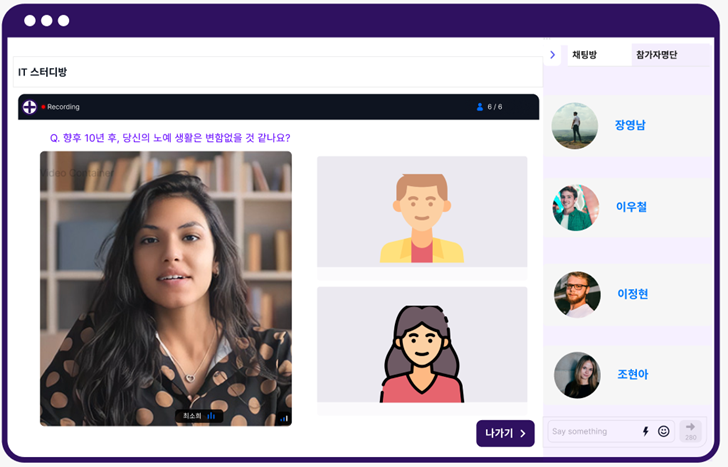 채팅방
참가자명단
IT 스터디방
Recording
6 / 6
Q. 향후 10년 후, 당신의 노예 생활은 변함없을 것 같나요?
Video Container
최소희
장영남
이우철
이정현
조현아
나가기
Say something
280